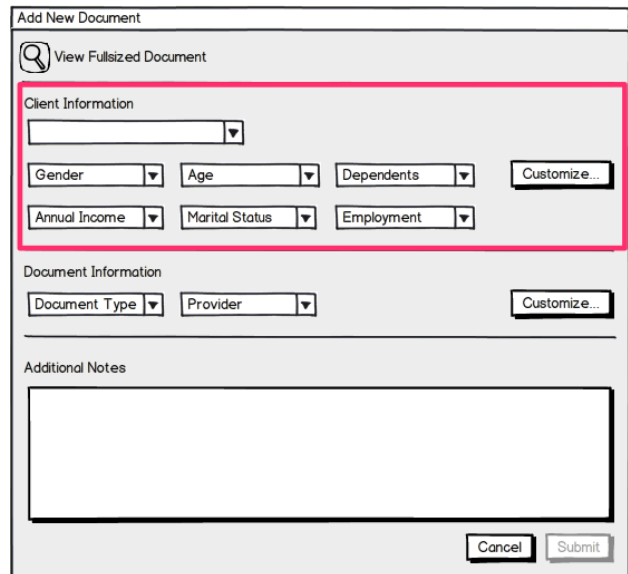 Add New Document
View Fullsized Document
Client Information
Gender Age Dependents Customize...
Annual Income Marital Status Employment
Document Information
Document Type Provider Customize...
Additional Notes
Cancel Submit